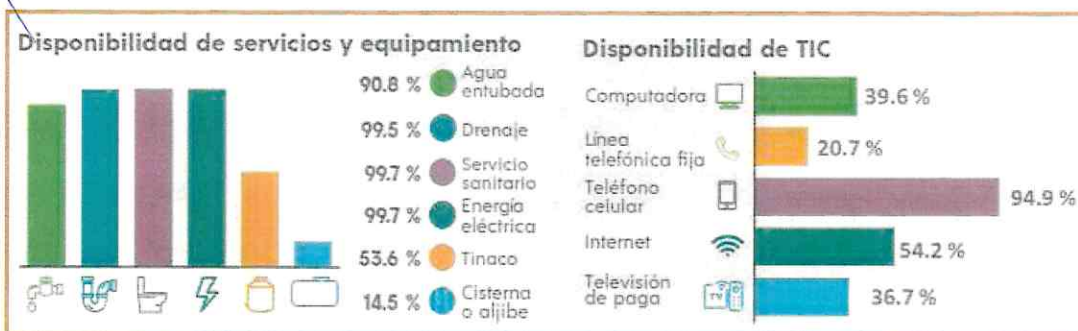 Disponibilidad de servicios y equipamiento
90.8 % Agua
entubada
99.5 % Drenaje
99.7 % Servicio
sanitario
99.7 % Energía
eléctrica
53.6 % Tinaco
14.5 % Cisterna
o aljibe
Disponibilidad de TIC
Computadora 39.6 %
Línea
telefónica fija 20.7 %
Teléfono
celular 94.9 %
Internet 54.2 %
Televisión
de paga TV 36.7 %